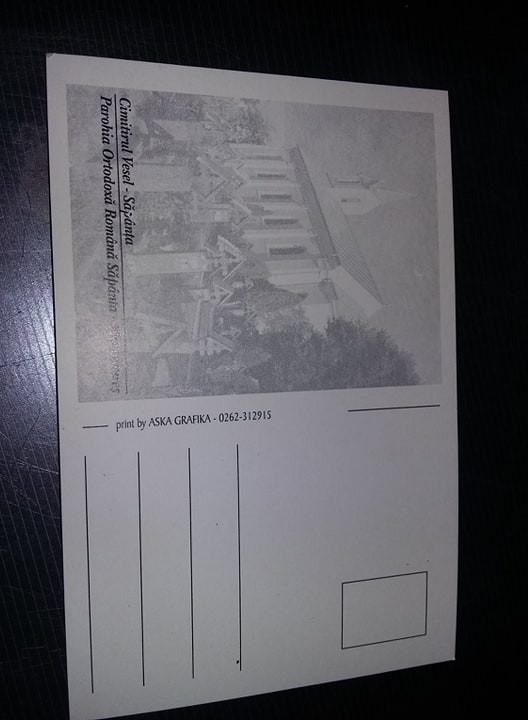 Cimitirul Vesel - Săpânța
Parohia Ortodoxă Română Săpânța
print by ASKA GRAFIKA - 0262-312915